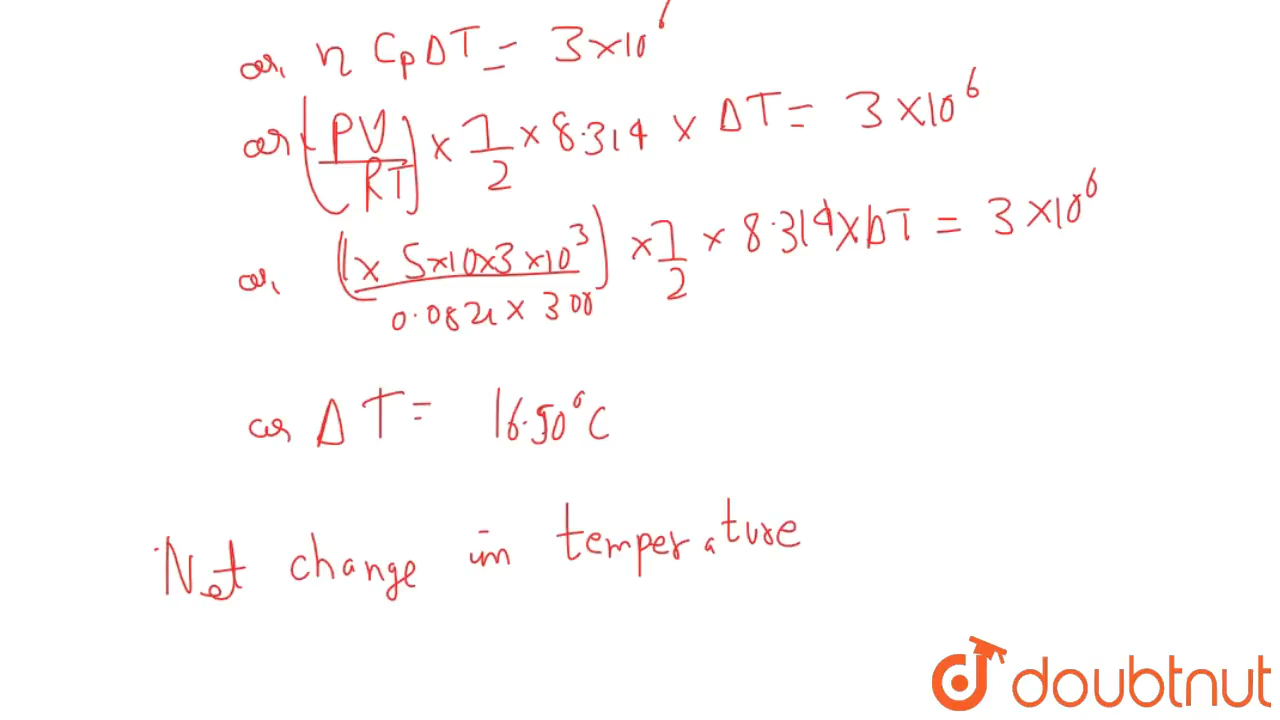 or, n CpΔT = 3×10⁶
or (PV/RT) × 7/2 × 8.314 × ΔT = 3×10⁶
or, (1× 5×10×3×10³/0.0821 × 300) × 7/2 × 8.314 × ΔT = 3×10⁶
or ΔT = 16.90°C
Net change in temperature
doubtnut